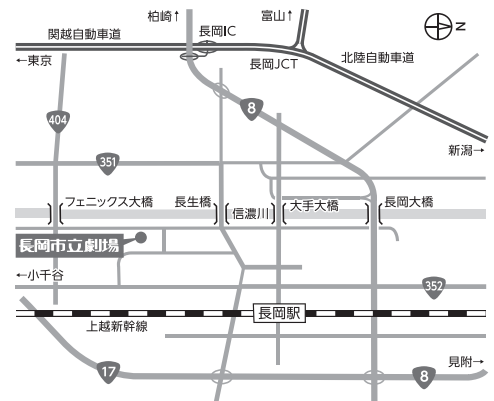 柏崎↑
富山↑
関越自動車道
長岡IC
N
←東京
長岡JCT
北陸自動車道
8
404
新潟→
351
フェニックス大橋
長生橋
信濃川
大手大橋
長岡大橋
長岡市立劇場
←小千谷
352
長岡駅
上越新幹線
見附→
17
8